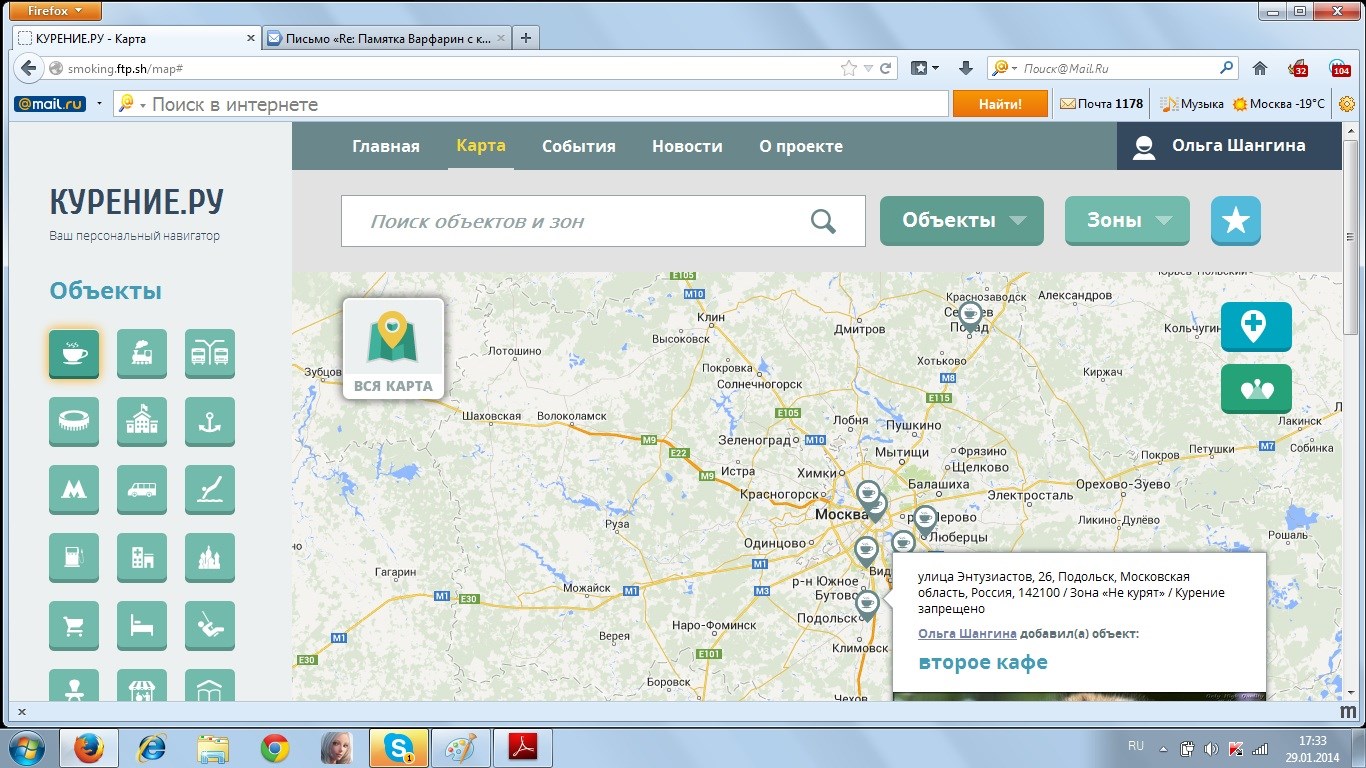 Firefox
КУРЕНИЕ.РУ - Карта
Письмо «Re: Памятка Варфарин с к...
smoking.ftp.sh/map#
Поиск@Mail.Ru
32
104
@mail.ru
Поиск в интернете
Найти!
Почта 1178
Музыка
Москва -19°C
Главная
Карта
События
Новости
О проекте
Ольга Шангина
КУРЕНИЕ.РУ
Ваш персональный навигатор
Поиск объектов и зон
Объекты
Зоны
Объекты
ВСЯ КАРТА
E105
M10
Клин
Высоковск
Дмитров
Краснозаводск
Александров
Кольчугин
Лотошино
Покровка
Солнечногорск
Хотьково
M8
Киржач
Зубцов
Шаховская
Волоколамск
E105
E115
Лобня
Пушкино
Лакинск
Зеленоград
M10
M9
E22
M9
Мытищи
Фрязино
Щелково
Покров
Петушки
M7
Собинка
Истра
Химки
Балашиха
Красногорск
Электросталь
Орехово-Зуево
Москва
Перово
Ликино-Дулёво
Руза
Люберцы
Рошаль
Одинцово
Гагарин
M1
Вид
Можайск
M1
M3
р-н Южное
Бутово
M1
E30
Подольск
Наро-Фоминск
M1
Верея
Климовск
E30
E101
Боровск
Чехов
улица Энтузиастов, 26, Подольск, Московская
область, Россия, 142100 / Зона «Не курят» / Курение
запрещено
Ольга Шангина добавил(а) объект:
второе кафе
RU
17:33
29.01.2014